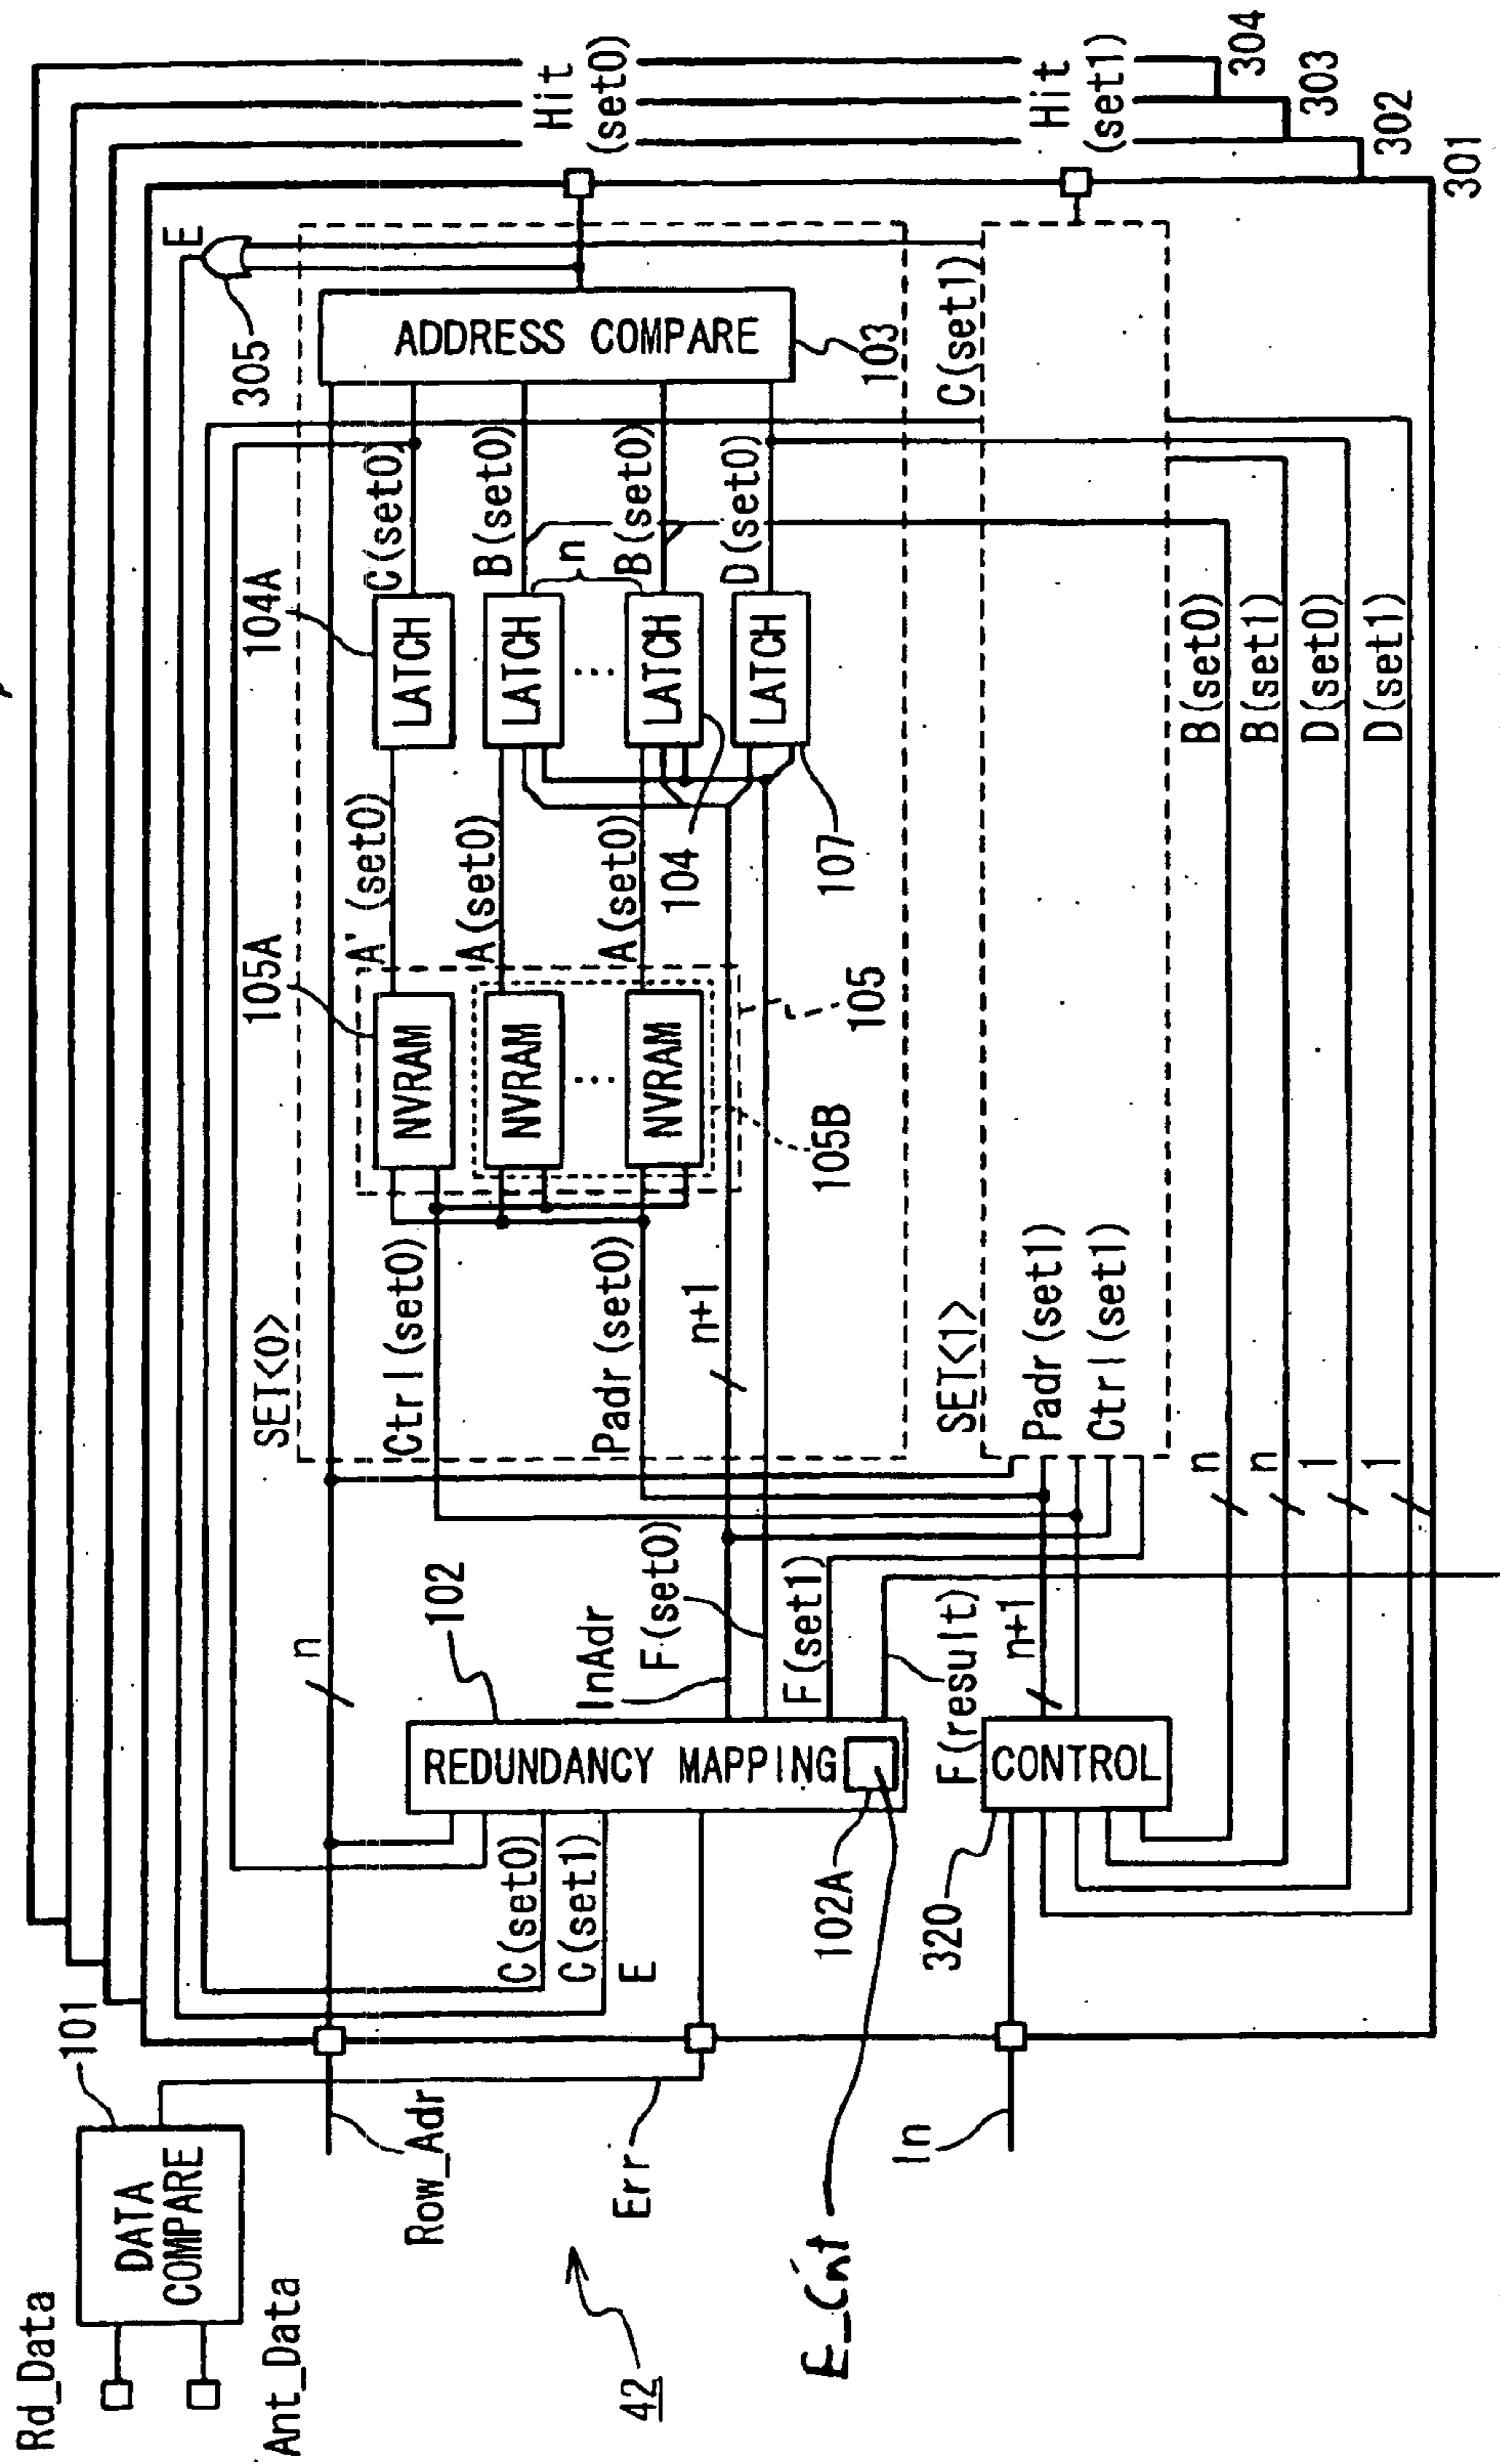 Rd_Data
Ant_Data
DATA
COMPARE
101
Row_Adr
Err
In
42
E_Cnt
n
C(set0)
C(set1)
E
REDUNDANCY MAPPING
102
102A
InAdr
F(set0)
F(set1)
F(result)
CONTROL
320
n+1
SET<0>
Ctrl(set0)
Padr(set0)
n+1
SET<1>
Padr(set1)
Ctrl(set1)
NVRAM
NVRAM
NVRAM
105A
105B
105
A'(set0)
A(set0)
A(set0)
LATCH
LATCH
LATCH
LATCH
104A
104
107
n
C(set0)
B(set0)
B(set0)
D(set0)
ADDRESS COMPARE
103
C(set1)
305
E
B(set0)
B(set1)
D(set0)
D(set1)
n
n
1
1
Hit
(set0)
Hit
(set1)
304
303
302
301